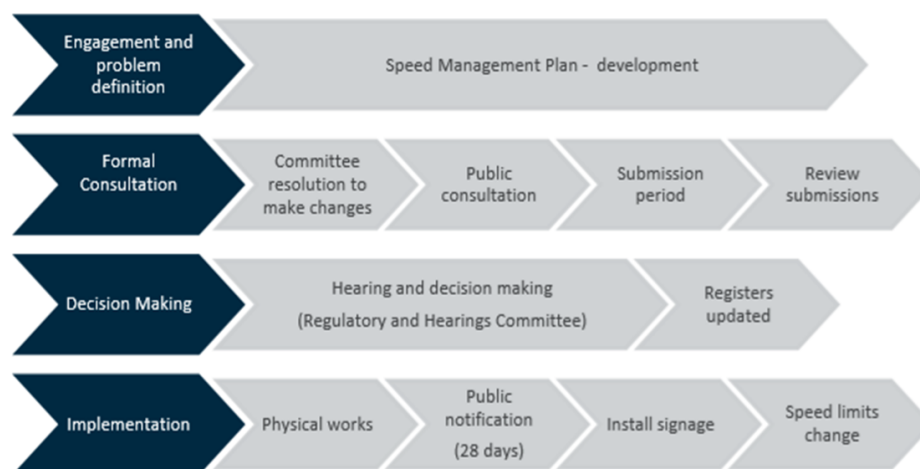 Engagement and
problem
definition
Speed Management Plan - development
Formal
Consultation
Committee
resolution to
make changes
Public
consultation
Submission
period
Review
submissions
Decision Making
Hearing and decision making
(Regulatory and Hearings Committee)
Registers
updated
Implementation
Physical works
Public
notification
(28 days)
Install signage
Speed limits
change